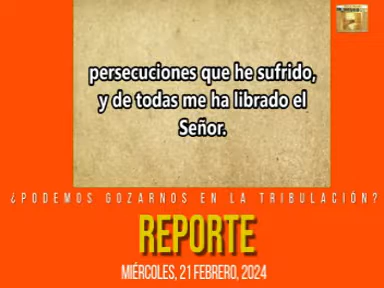 persecuciones que he sufrido,
y de todas me ha librado el
Señor.
¿PODEMOS GOZARNOS EN LA TRIBULACIÓN?
REPORTE
MIÉRCOLES, 21 FEBRERO, 2024